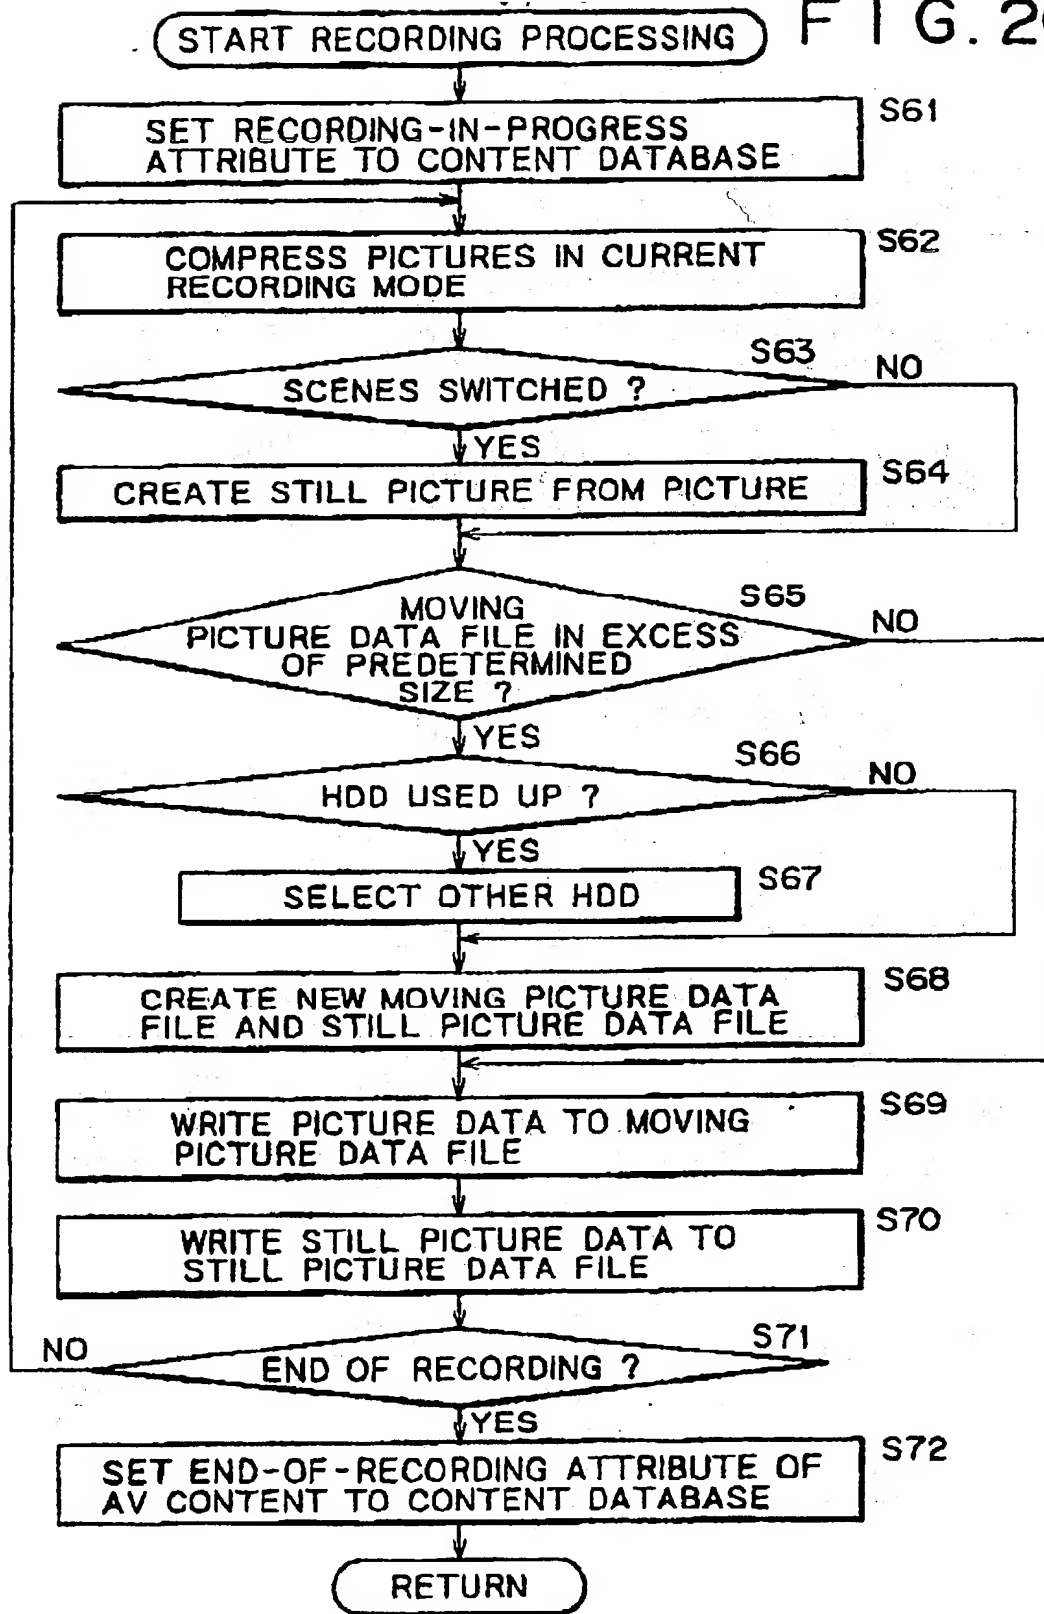 FIG. 20
START RECORDING PROCESSING
S61
SET RECORDING-IN-PROGRESS
ATTRIBUTE TO CONTENT DATABASE
S62
COMPRESS PICTURES IN CURRENT
RECORDING MODE
S63
NO
SCENES SWITCHED ?
YES
S64
CREATE STILL PICTURE FROM PICTURE
S65
NO
MOVING
PICTURE DATA FILE IN EXCESS
OF PREDETERMINED
SIZE ?
YES
S66
NO
HDD USED UP ?
YES
S67
SELECT OTHER HDD
S68
CREATE NEW MOVING PICTURE DATA
FILE AND STILL PICTURE DATA FILE
S69
WRITE PICTURE DATA TO MOVING
PICTURE DATA FILE
S70
WRITE STILL PICTURE DATA TO
STILL PICTURE DATA FILE
S71
NO
END OF RECORDING ?
YES
S72
SET END-OF-RECORDING ATTRIBUTE OF
AV CONTENT TO CONTENT DATABASE
RETURN